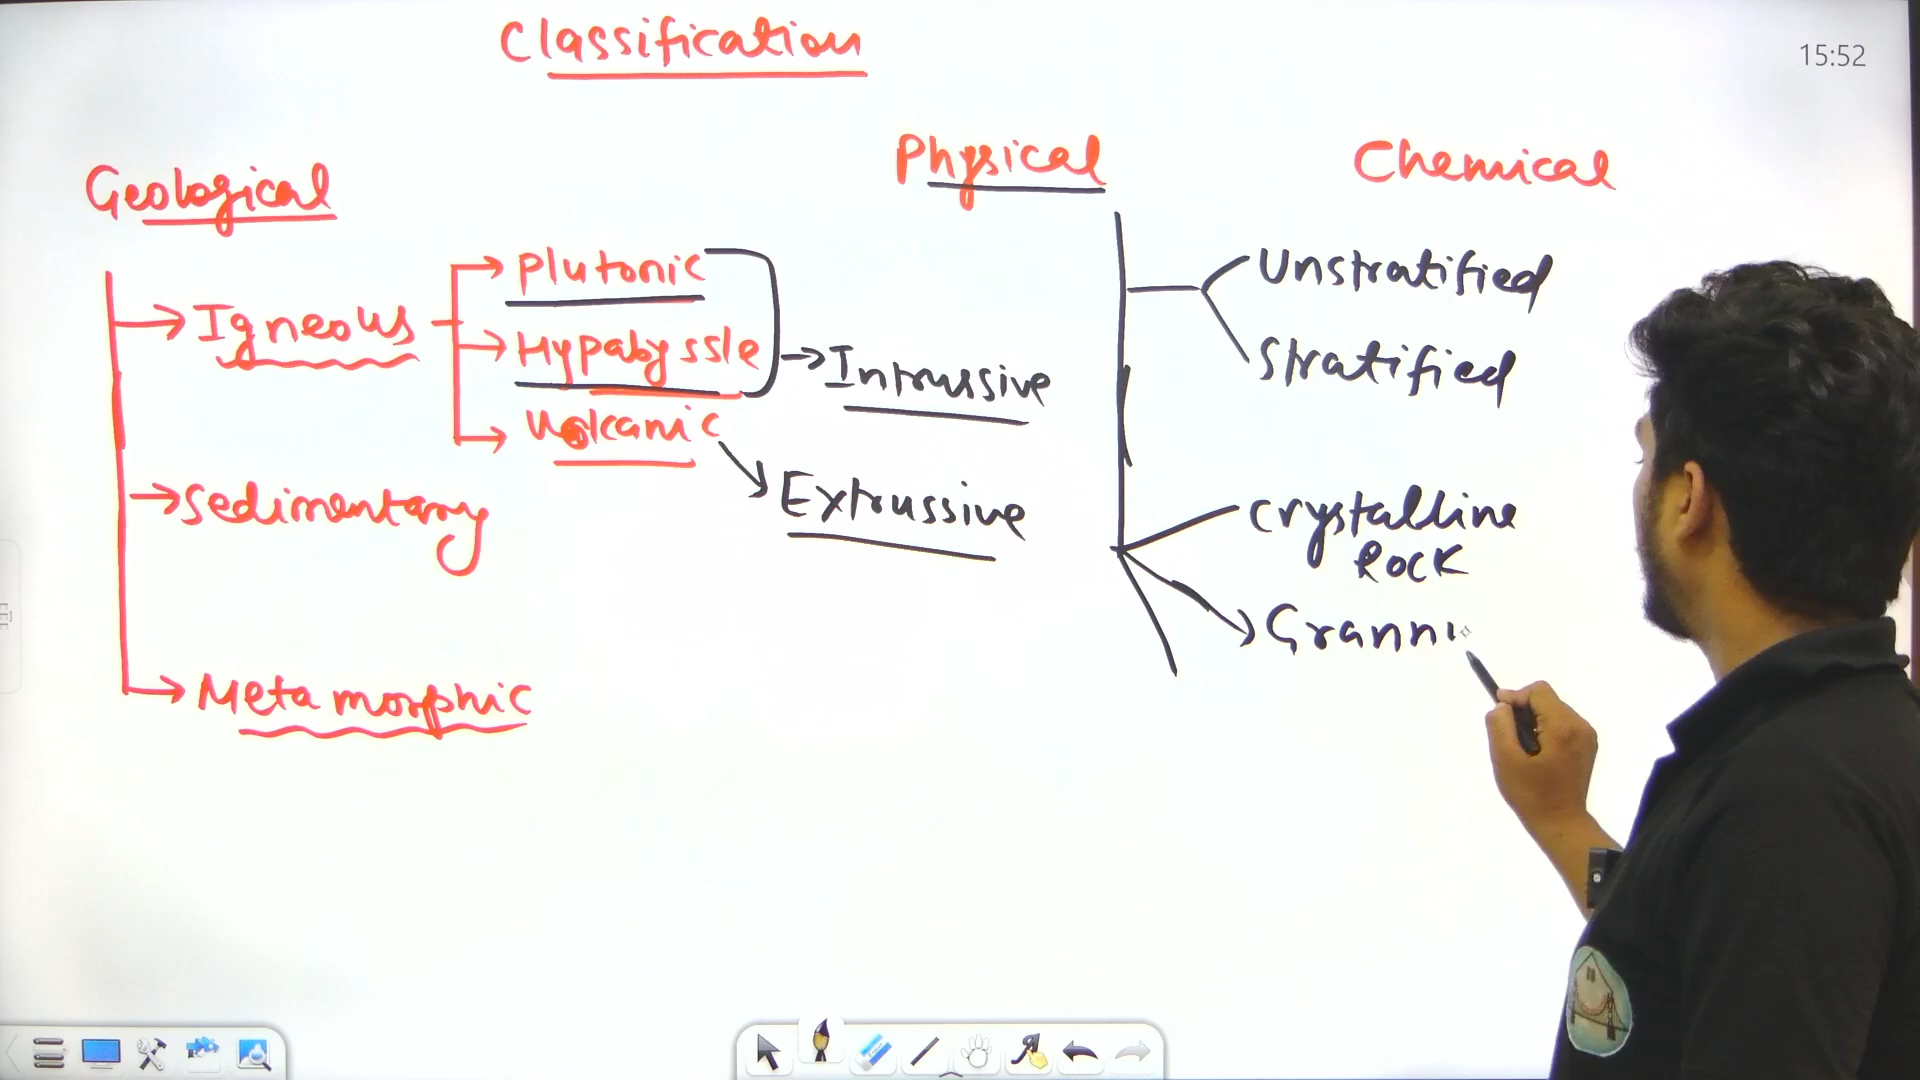 Classification
15:52
Geological
Physical
Chemical
Igneous
Plutonic
Hypabyssle
Volcanic
Intrussive
Extrussive
Sedimentary
Metamorphic
Unstratified
Stratified
Crystalline
Rock
Granni